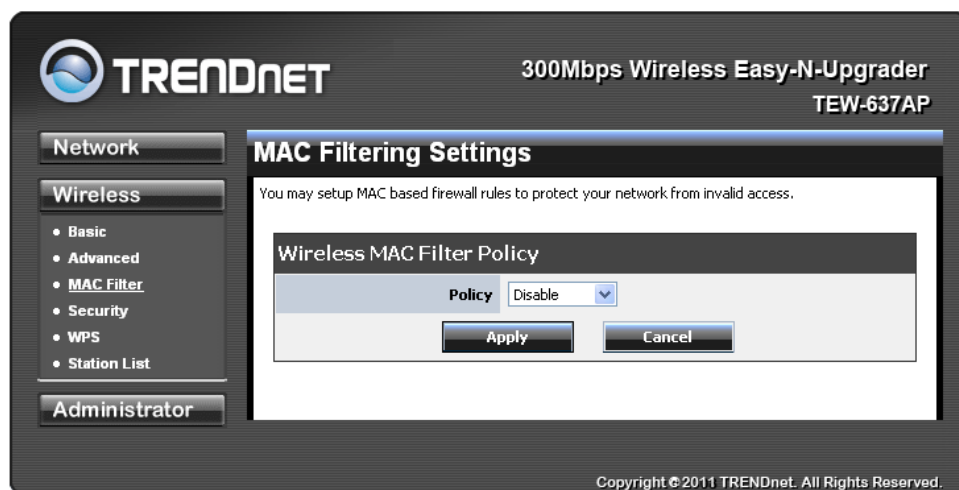 TRENDNET
300Mbps Wireless Easy-N-Upgrader
TEW-637AP
Network
Wireless
Basic
Advanced
MAC Filter
Security
WPS
Station List
Administrator
MAC Filtering Settings
You may setup MAC based firewall rules to protect your network from invalid access.
Wireless MAC Filter Policy
Policy Disable
Apply Cancel
Copyright © 2011 TRENDnet. All Rights Reserved.